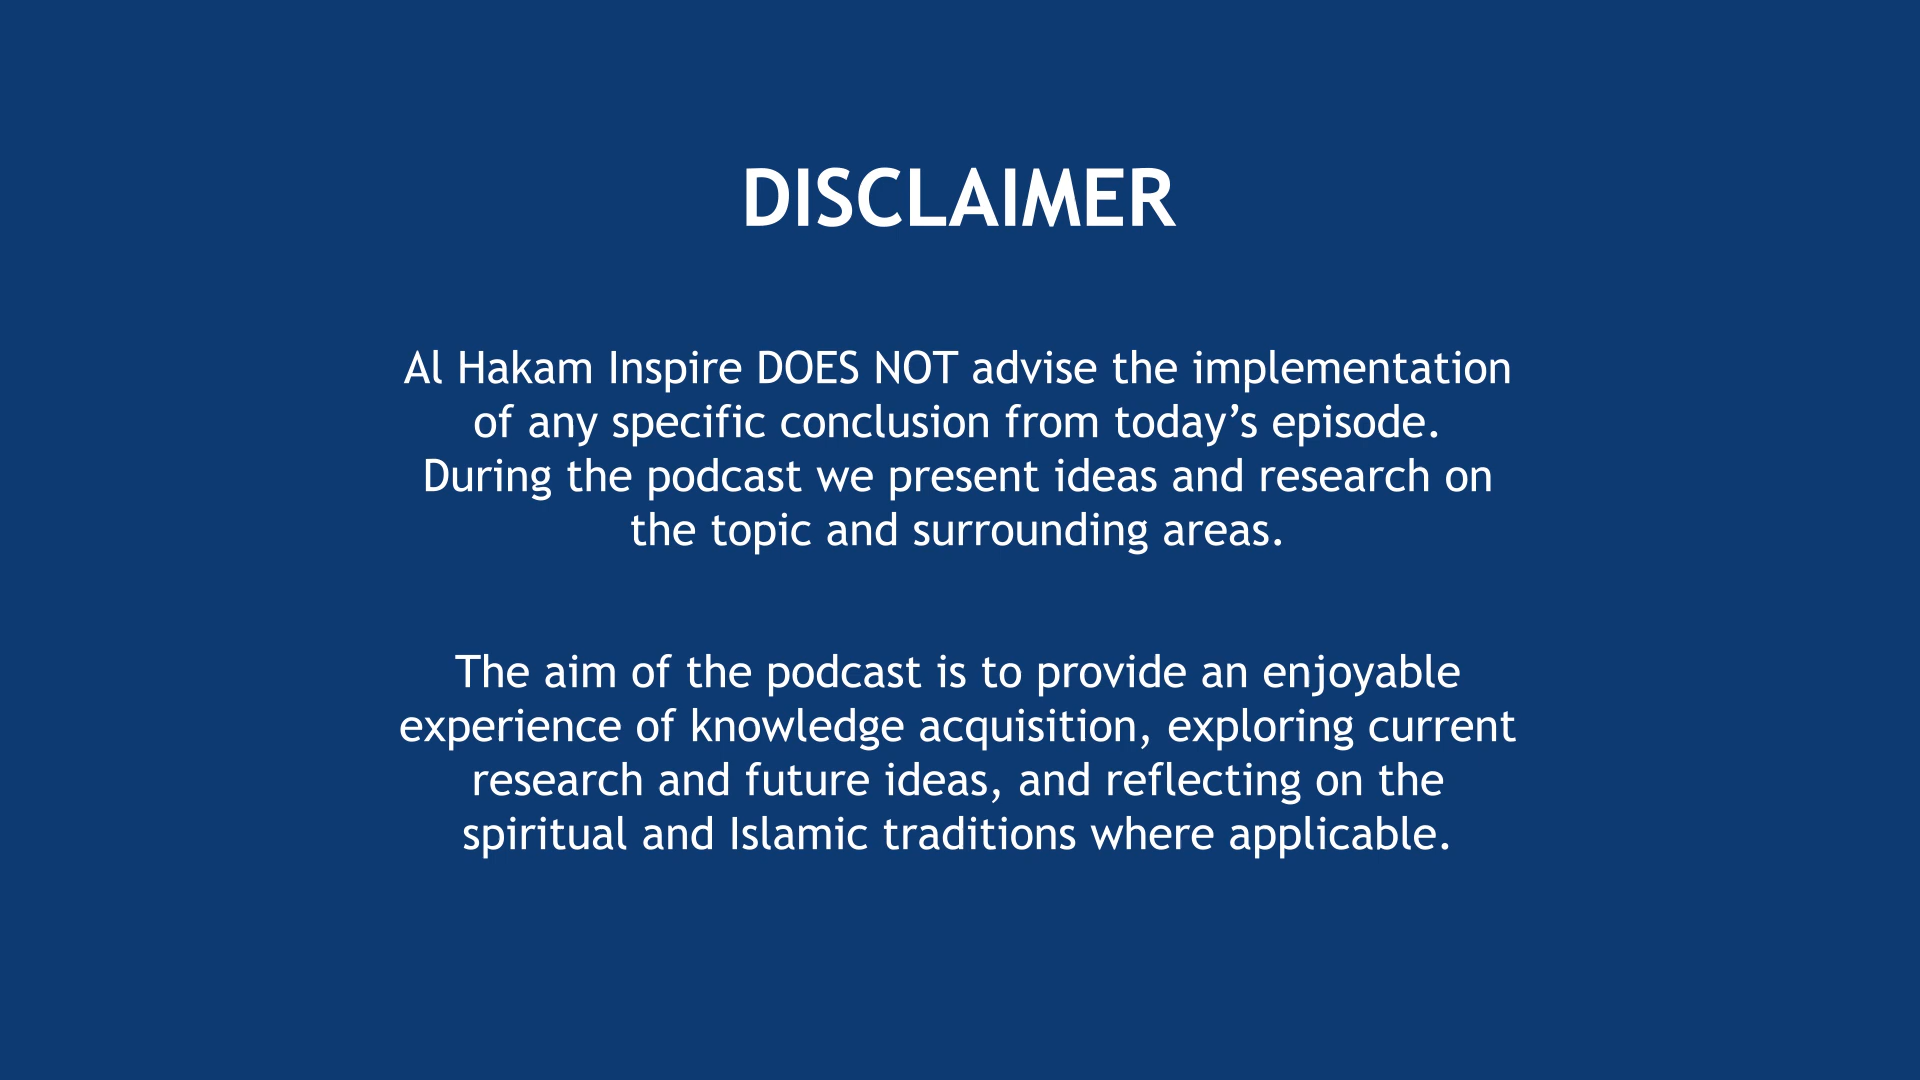 DISCLAIMER
Al Hakam Inspire DOES NOT advise the implementation
of any specific conclusion from today’s episode.
During the podcast we present ideas and research on
the topic and surrounding areas.
The aim of the podcast is to provide an enjoyable
experience of knowledge acquisition, exploring current
research and future ideas, and reflecting on the
spiritual and Islamic traditions where applicable.